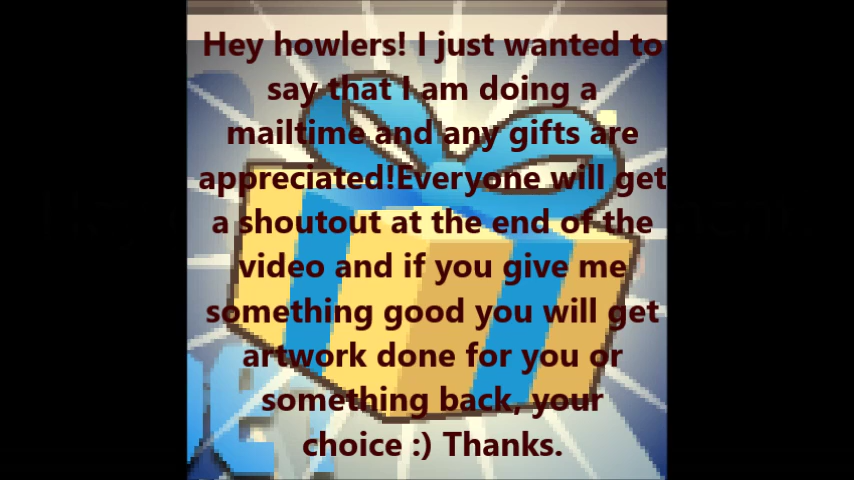 Hey howlers! I just wanted to
say that I am doing a
mailtime and any gifts are
appreciated!Everyone will get
a shoutout at the end of the
video and if you give me
something good you will get
artwork done for you or
something back, your
choice :) Thanks.